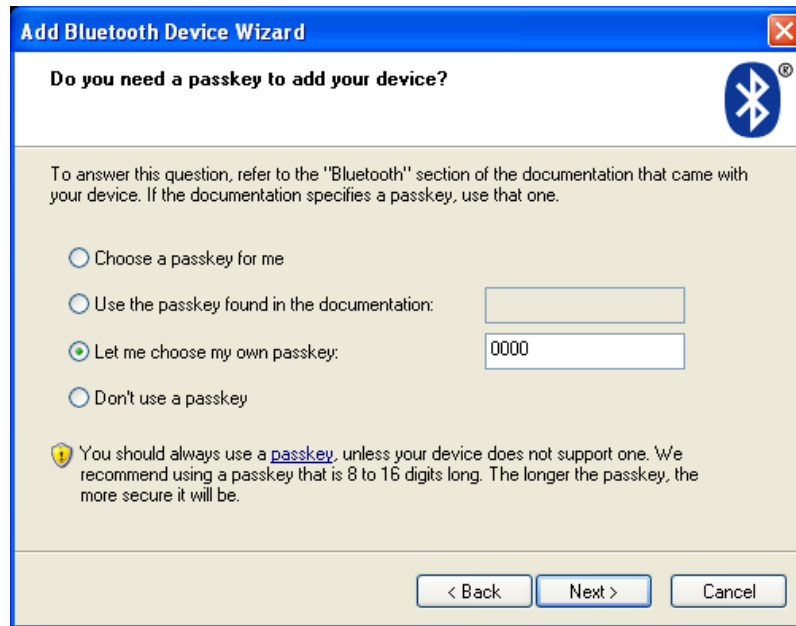 Add Bluetooth Device Wizard
Do you need a passkey to add your device?
®
To answer this question, refer to the "Bluetooth" section of the documentation that came with
your device. If the documentation specifies a passkey, use that one.
Choose a passkey for me
Use the passkey found in the documentation:
Let me choose my own passkey: 0000
Don't use a passkey
You should always use a passkey, unless your device does not support one. We
recommend using a passkey that is 8 to 16 digits long. The longer the passkey, the
more secure it will be.
< Back Next > Cancel